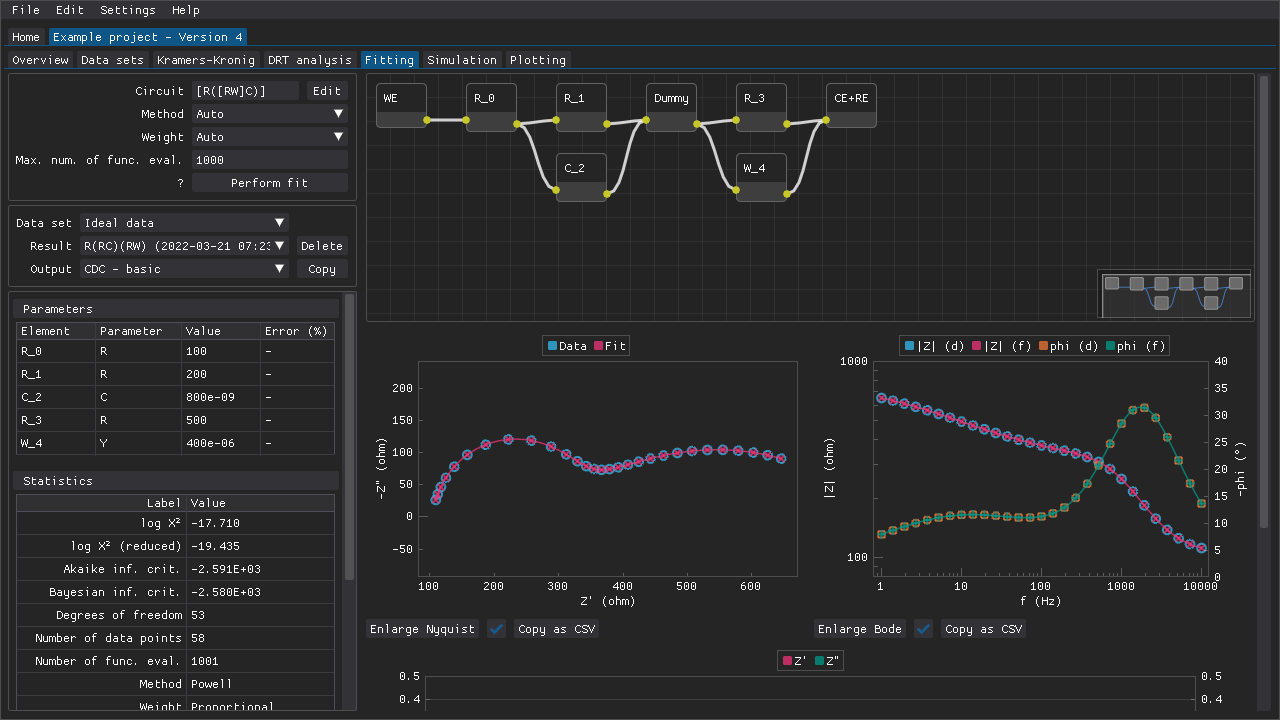 File Edit Settings Help
Home Example project - Version 4
Overview Data sets Kramers-Kronig DRT analysis Fitting Simulation Plotting
Circuit [R([RW]C)] Edit
Method Auto
Weight Auto
Max. num. of func. eval. 1000
? Perform fit
Data set Ideal data
Result R(RC)(RW) (2022-03-21 07:23 Delete
Output CDC - basic Copy
Parameters
Element Parameter Value Error (%)
R_0 R 100 -
R_1 R 200 -
C_2 C 800e-09 -
R_3 R 500 -
W_4 Y 400e-06 -
Statistics
Label Value
log X² -17.710
log X² (reduced) -19.435
Akaike inf. crit. -2.591E+03
Bayesian inf. crit. -2.580E+03
Degrees of freedom 53
Number of data points 58
Number of func. eval. 1001
Method Powell
Weight Proportional
WE R_0 R_1 Dummy R_3 CE+RE
C_2 W_4
Data Fit
200
150
100
50
0
-50
-Z" (ohm)
100 200 300 400 500 600
Z' (ohm)
|Z| (d) |Z| (f) phi (d) phi (f)
1000
100
|Z| (ohm)
40
35
30
25
20
15
10
5
0
-phi (°)
1 10 100 1000 10000
f (Hz)
Enlarge Nyquist Copy as CSV
Enlarge Bode Copy as CSV
Z' Z"
0.5 0.5
0.4 0.4